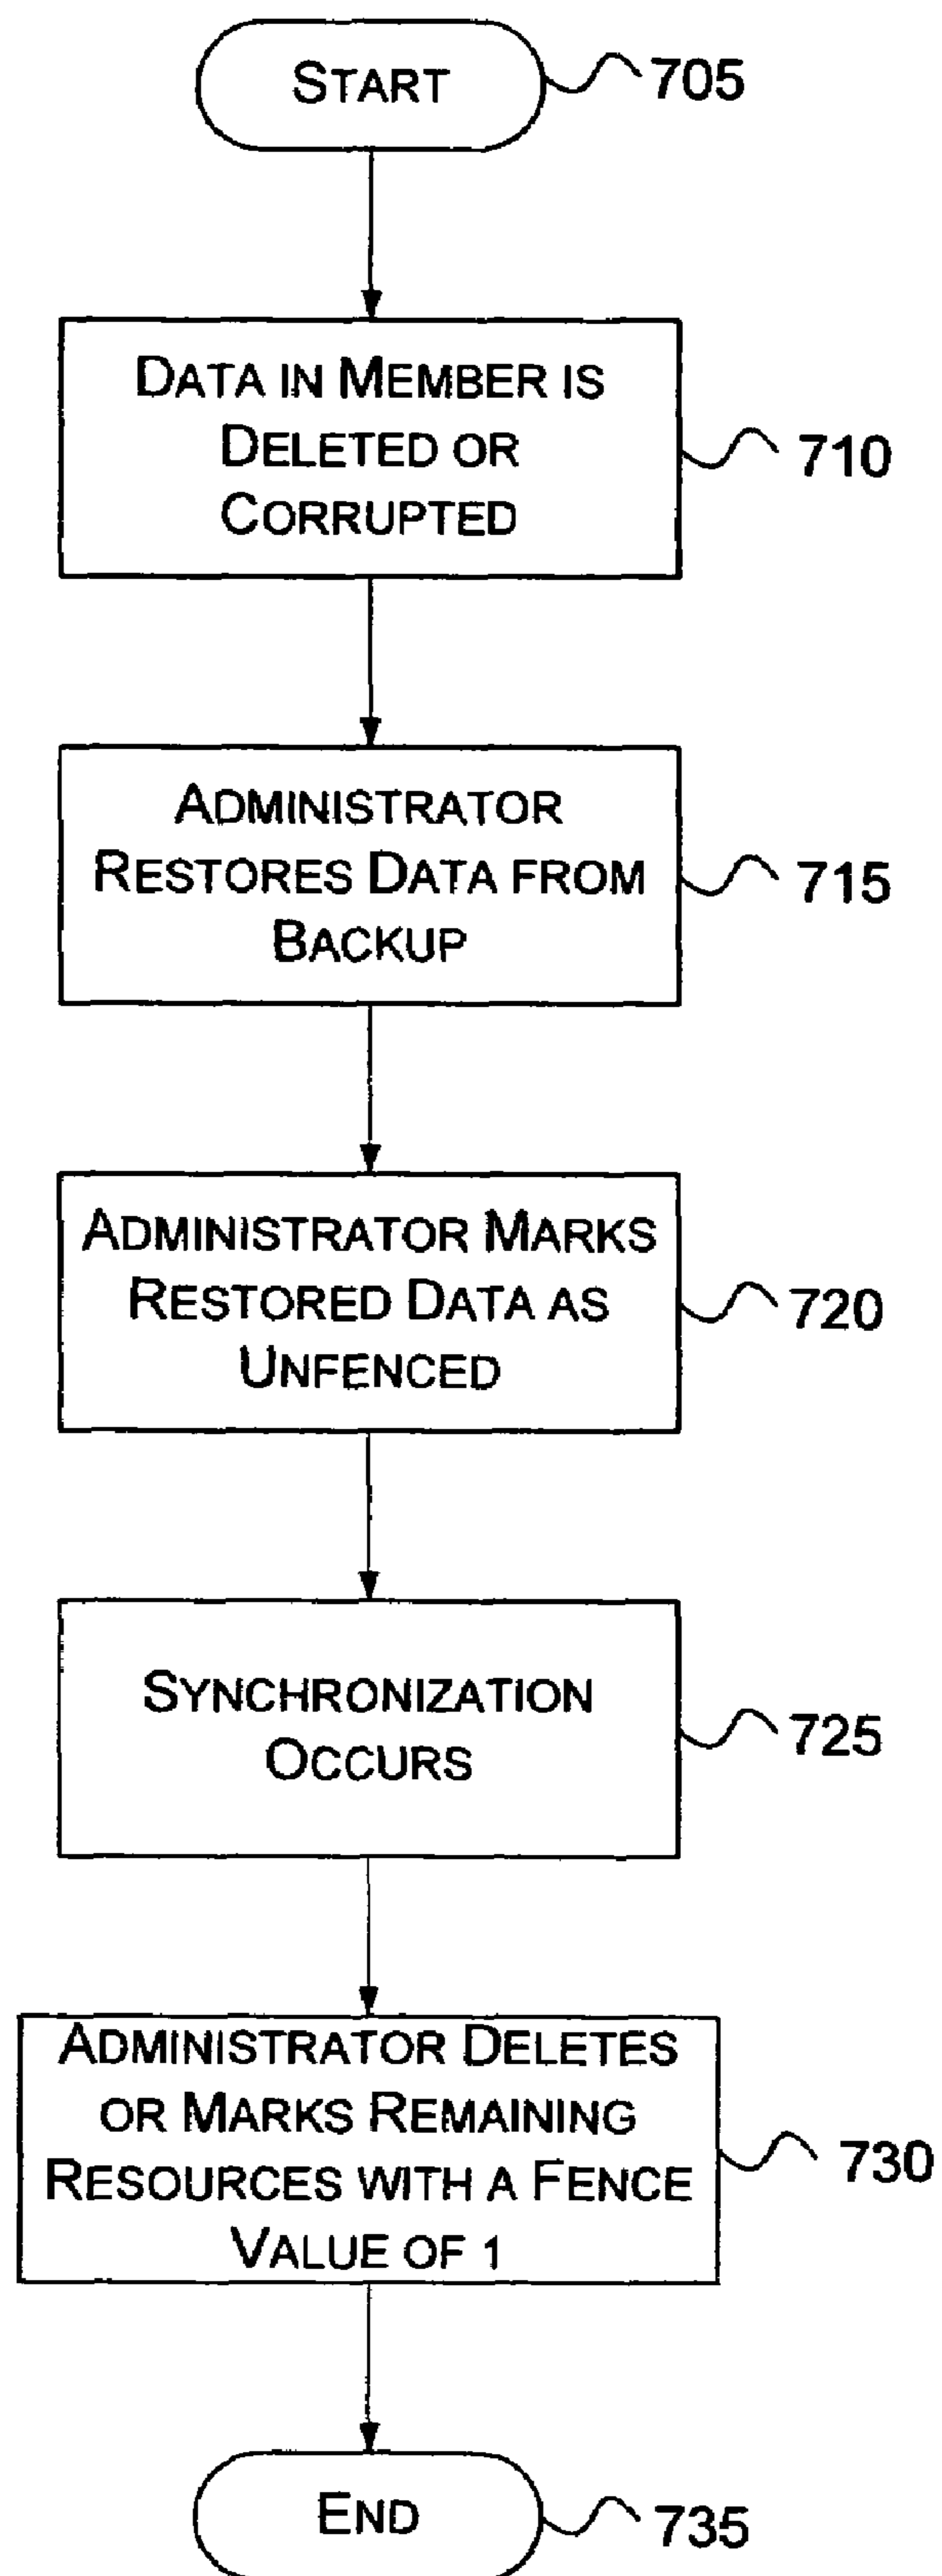 START
705
DATA IN MEMBER IS
DELETED OR
CORRUPTED
710
ADMINISTRATOR
RESTORES DATA FROM
BACKUP
715
ADMINISTRATOR MARKS
RESTORED DATA AS
UNFENCED
720
SYNCHRONIZATION
OCCURS
725
ADMINISTRATOR DELETES
OR MARKS REMAINING
RESOURCES WITH A FENCE
VALUE OF 1
730
END
735